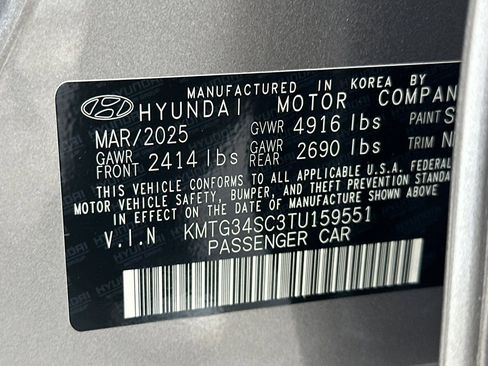 MANUFACTURED IN KOREA BY
HYUNDAI MOTOR COMPAN
MAR/2025 GVWR 4916 lbs PAINT S
GAWR FRONT 2414 lbs GAWR REAR 2690 lbs TRIM N
THIS VEHICLE CONFORMS TO ALL APPLICABLE U.S.A. FEDERAL
MOTOR VEHICLE SAFETY, BUMPER, AND THEFT PREVENTION STANDA
IN EFFECT ON THE DATE OF MANUFACTURE SHOWN ABOVE.
V.I.N KMTG34SC3TU159551
PASSENGER CAR